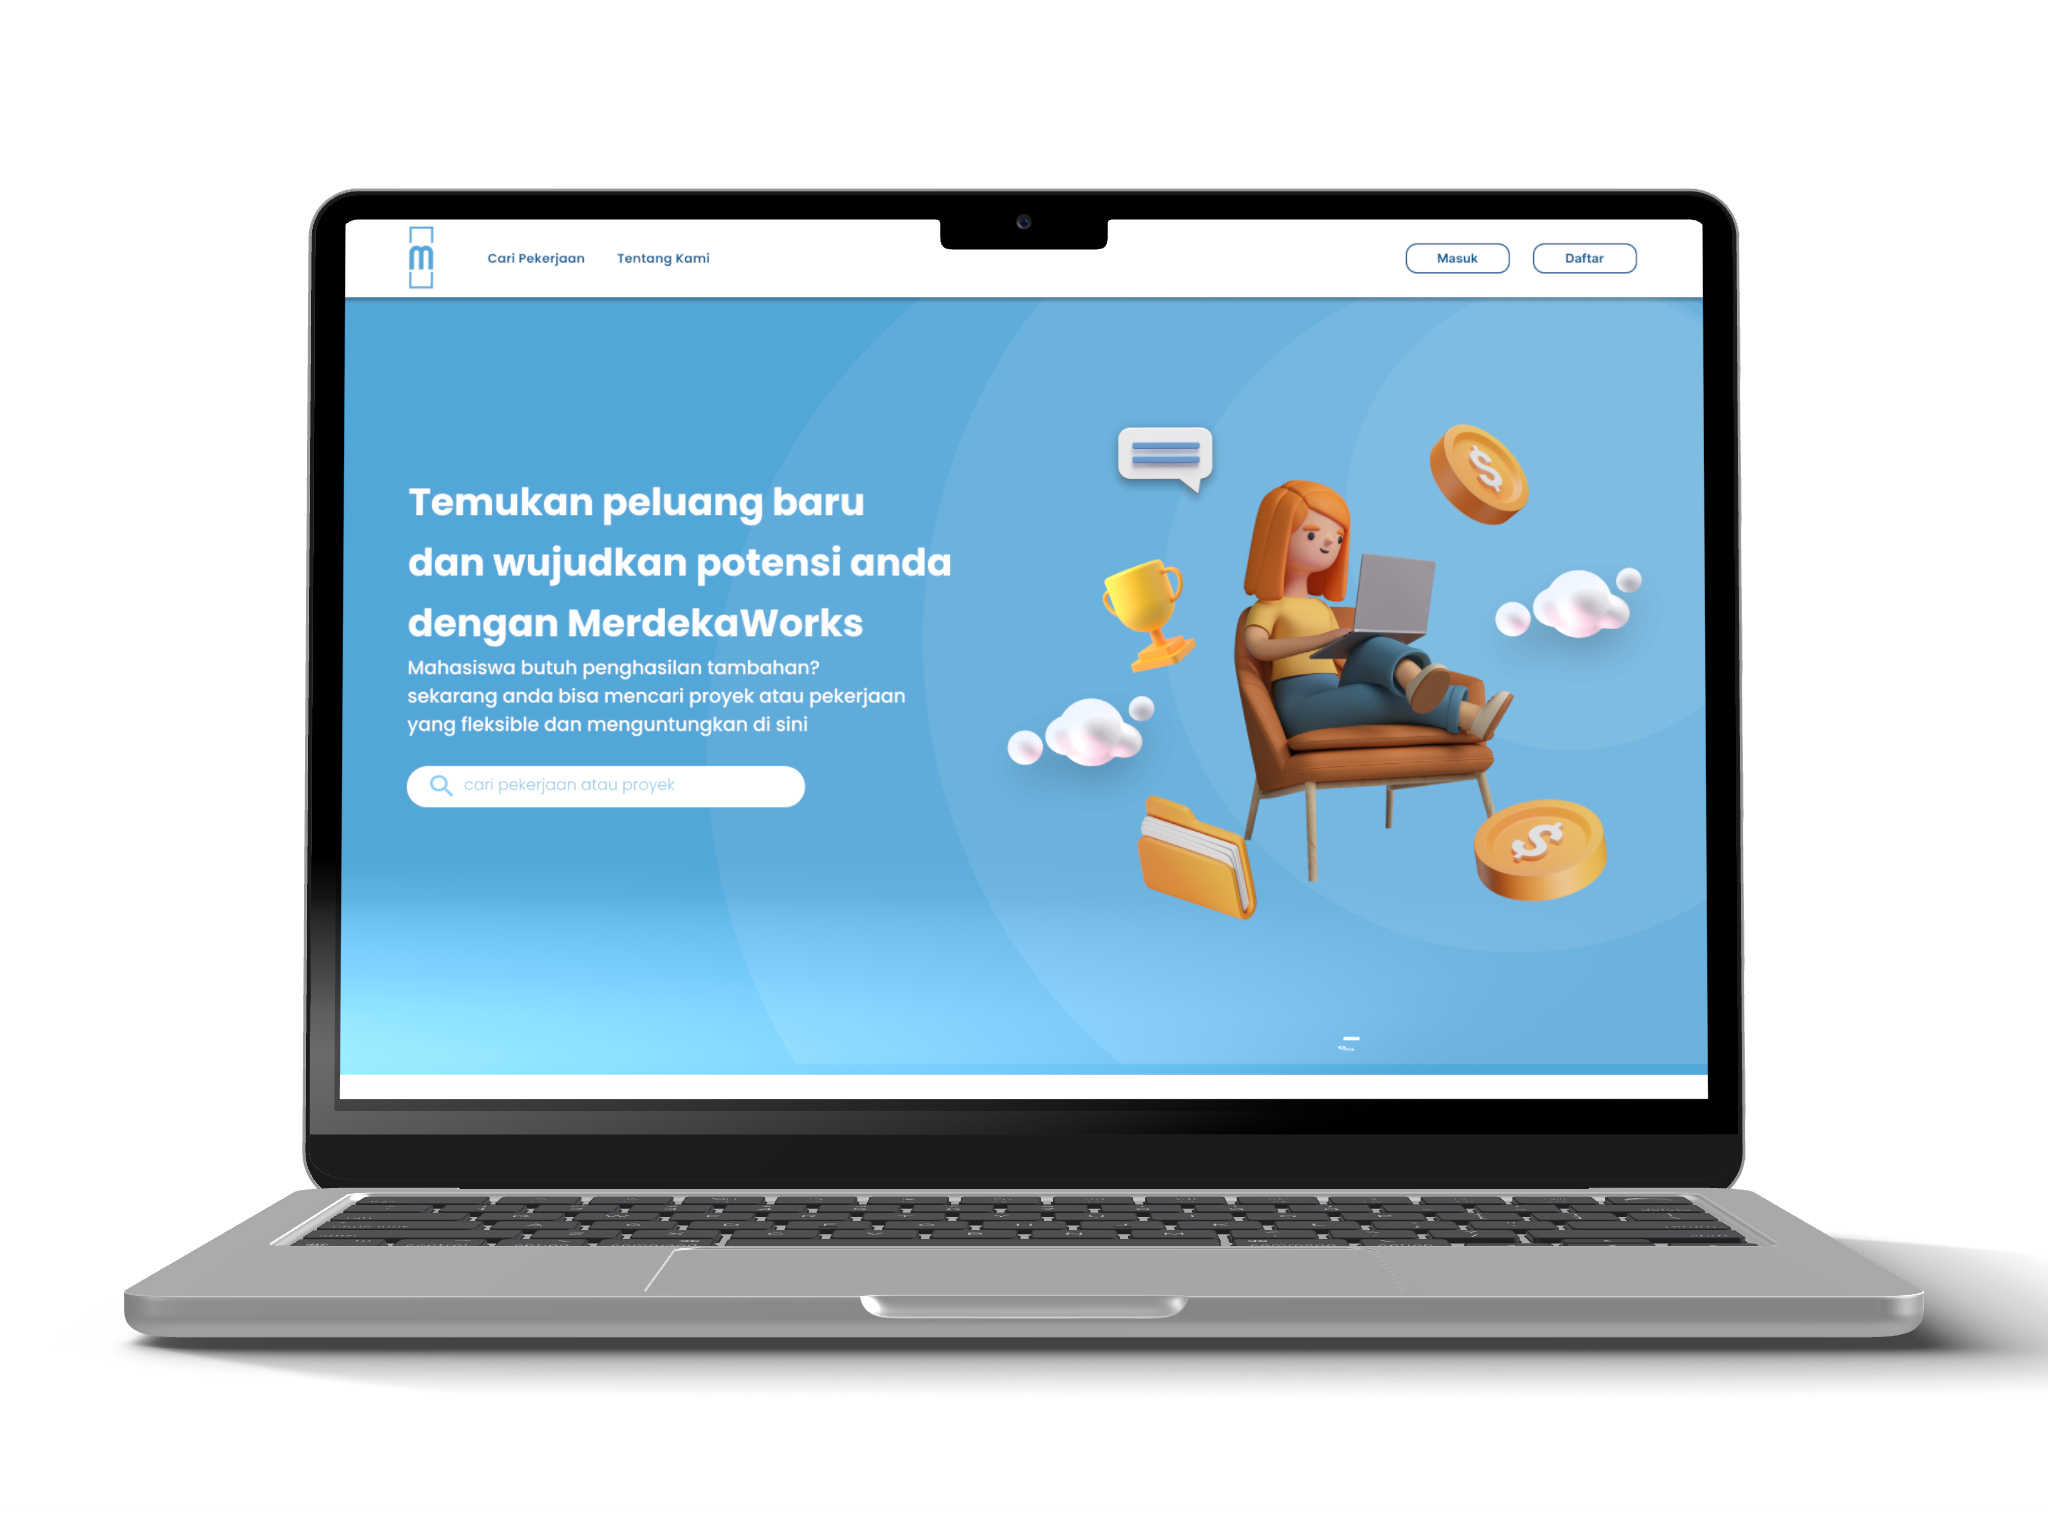 m
Cari Pekerjaan
Tentang Kami
Masuk
Daftar
Temukan peluang baru
dan wujudkan potensi anda
dengan MerdekaWorks
Mahasiswa butuh penghasilan tambahan?
sekarang anda bisa mencari proyek atau pekerjaan
yang fleksible dan menguntungkan di sini
cari pekerjaan atau proyek
$
$